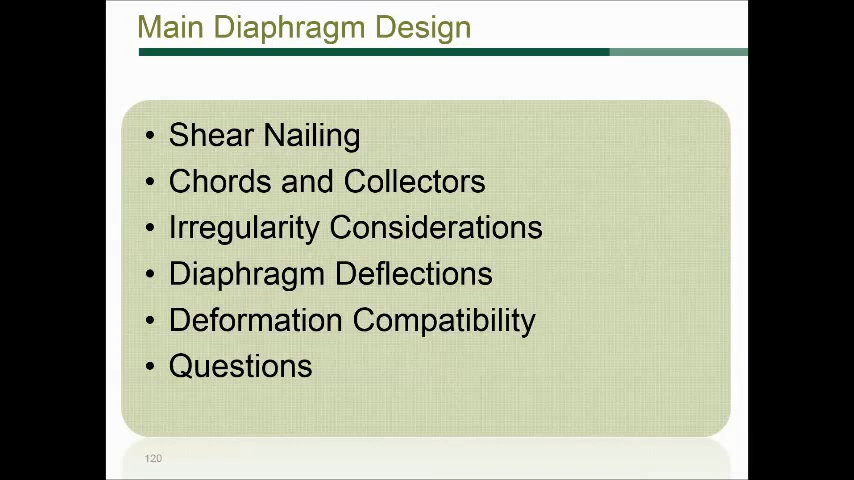 Main Diaphragm Design
• Shear Nailing
• Chords and Collectors
• Irregularity Considerations
• Diaphragm Deflections
• Deformation Compatibility
• Questions
120